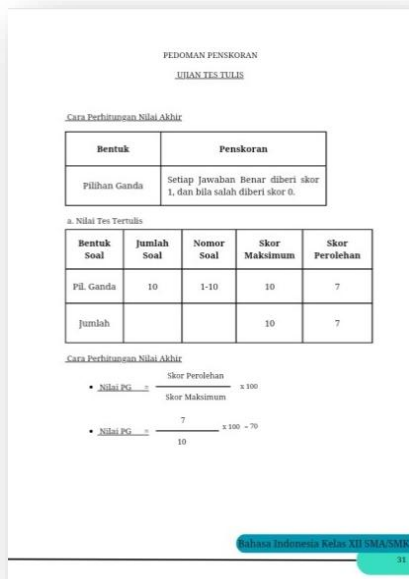 PEDOMAN PENSKORAN
UJIAN TES TULIS
Cara Perhitungan Nilai Akhir
Bentuk Penskoran
Pilihan Ganda Setiap Jawaban Benar diberi skor
1, dan bila salah diberi skor 0.
a. Nilai Tes Tertulis
Bentuk Soal Jumlah Soal Nomor Soal Skor Maksimum Skor Perolehan
Pil. Ganda 10 1-10 10 7
Jumlah 10 7
Cara Perhitungan Nilai Akhir
Skor Perolehan
• Nilai PG = x 100
Skor Maksimum
7
• Nilai PG = x 100 = 70
10
Bahasa Indonesia Kelas XII SMA/SMK
31